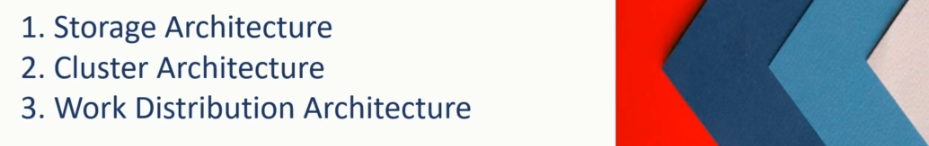 1. Storage Architecture
2. Cluster Architecture
3. Work Distribution Architecture